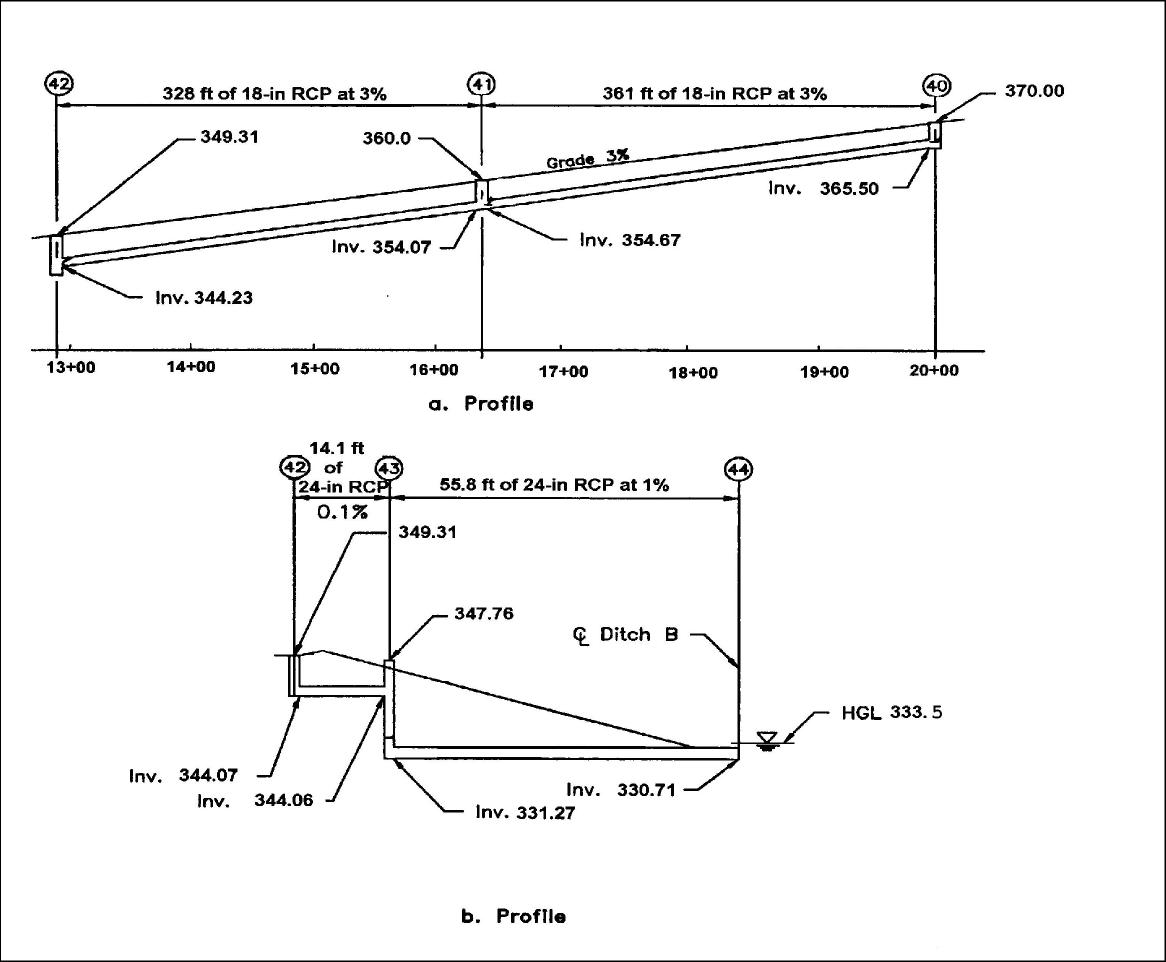 42
41
40
328 ft of 18-in RCP at 3%
361 ft of 18-in RCP at 3%
370.00
349.31
360.0
Grade 3%
Inv. 365.50
Inv. 354.07
Inv. 354.67
Inv. 344.23
13+00 14+00 15+00 16+00 17+00 18+00 19+00 20+00
a. Profile
14.1 ft
42 of 43
44
24-in RCP
55.8 ft of 24-in RCP at 1%
0.1%
349.31
347.76
℄ Ditch B
HGL 333.5
Inv. 344.07
Inv. 344.06
Inv. 330.71
Inv. 331.27
b. Profile